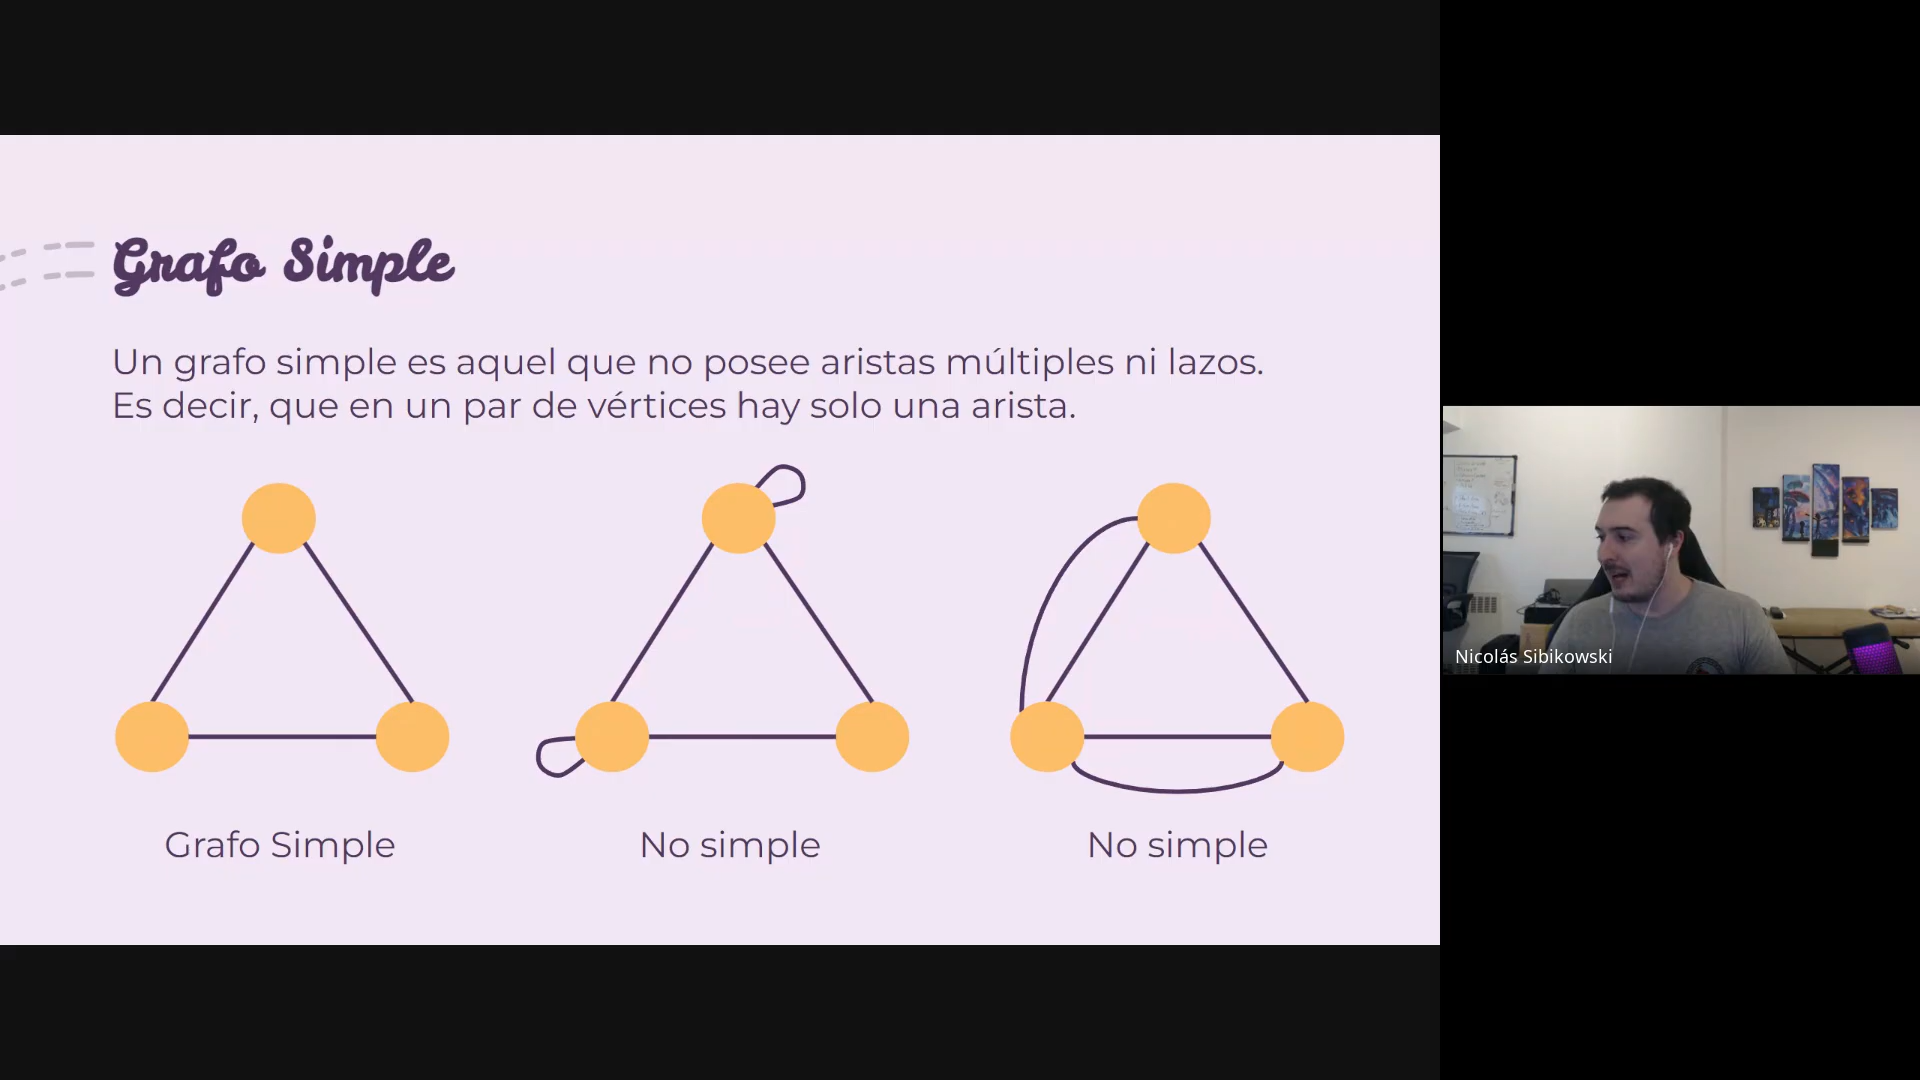 Grafo Simple
Un grafo simple es aquel que no posee aristas múltiples ni lazos.
Es decir, que en un par de vértices hay solo una arista.
Grafo Simple
No simple
No simple
Nicolás Sibikowski